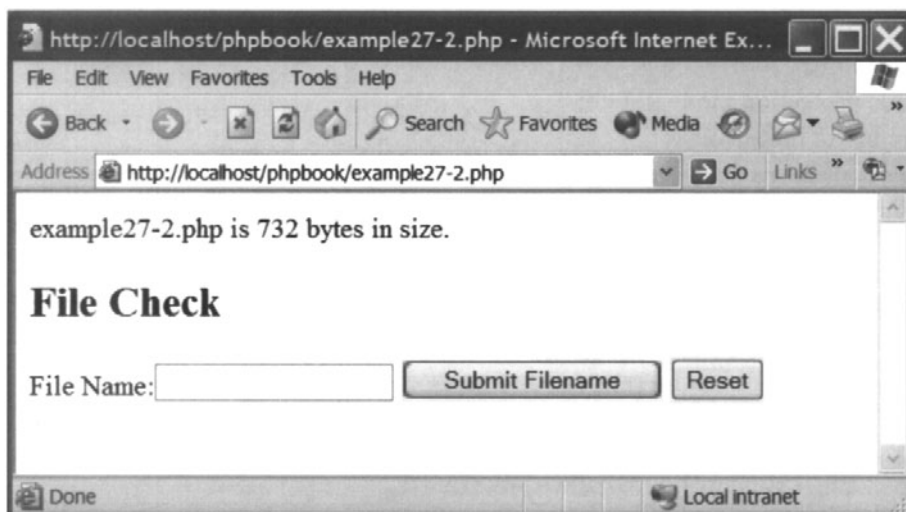 http://localhost/phpbook/example27-2.php - Microsoft Internet Ex...
File Edit View Favorites Tools Help
Back Search Favorites Media »
Address http://localhost/phpbook/example27-2.php Go Links »
example27-2.php is 732 bytes in size.
File Check
File Name: Submit Filename Reset
Done Local intranet